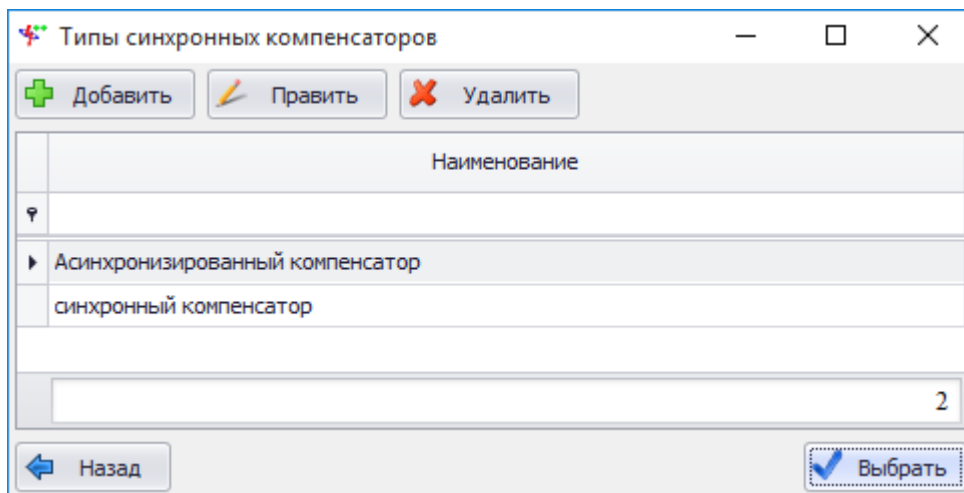 Типы синхронных компенсаторов
Добавить Править Удалить
Наименование
Асинхронизированный компенсатор
синхронный компенсатор
2
Назад Выбрать